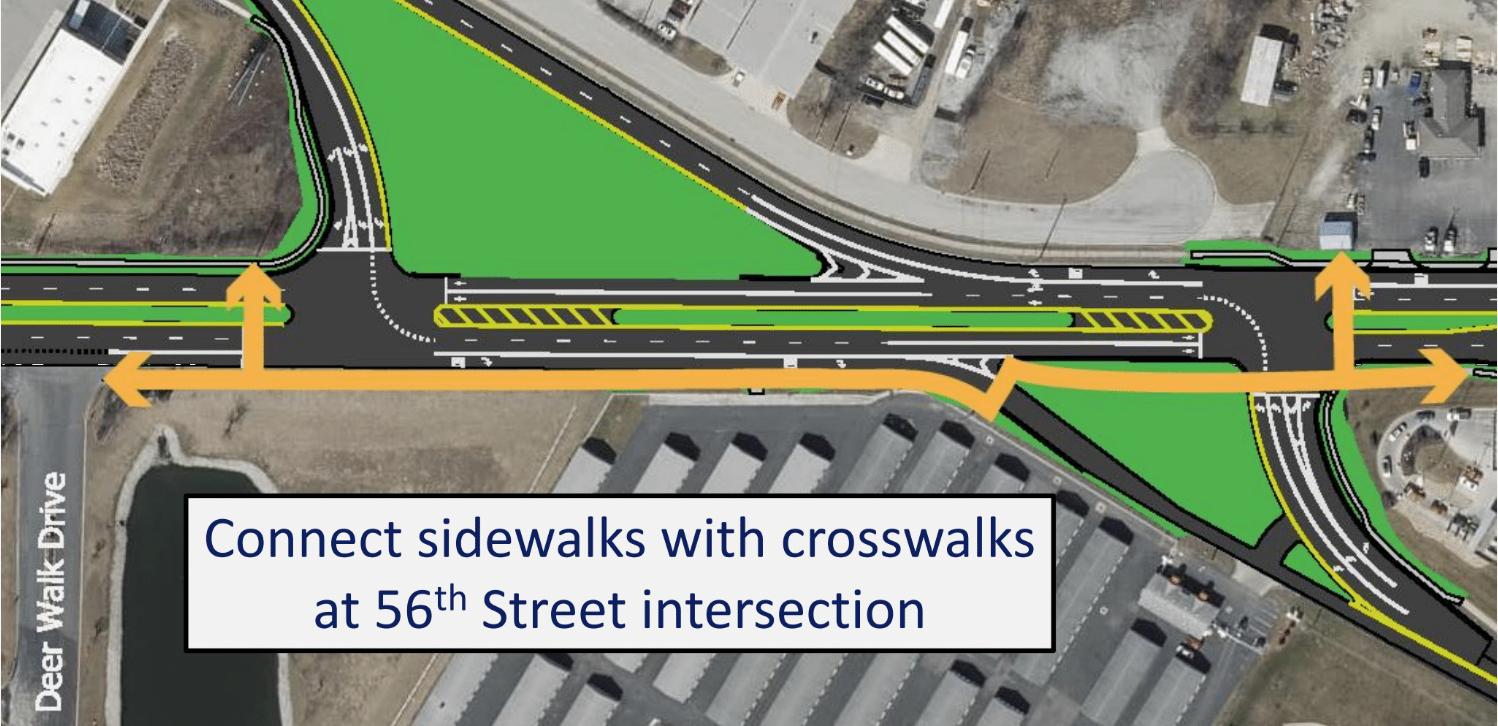 Connect sidewalks with crosswalks
at 56th Street intersection
Deer Walk Drive